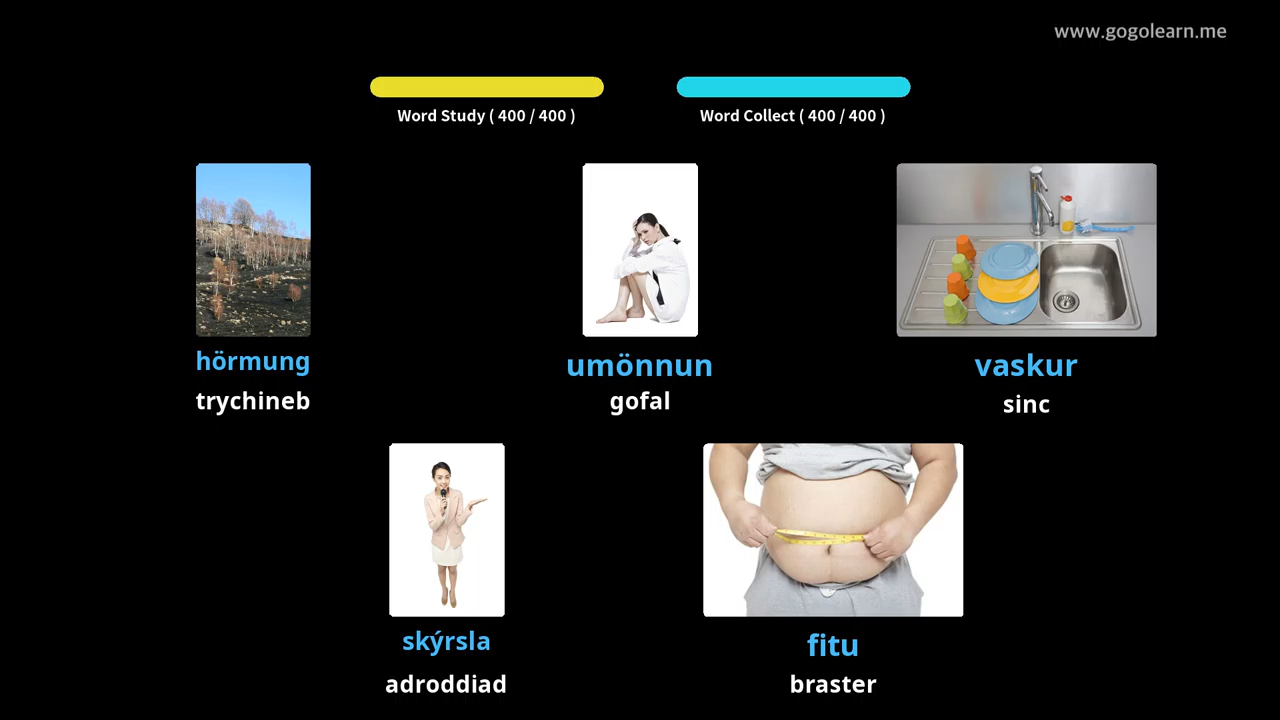 www.gogolearn.me
Word Study ( 400 / 400 )
Word Collect ( 400 / 400 )
hörmung
trychineb
umönnun
gofal
vaskur
sinc
skýrsla
adroddiad
fitu
braster